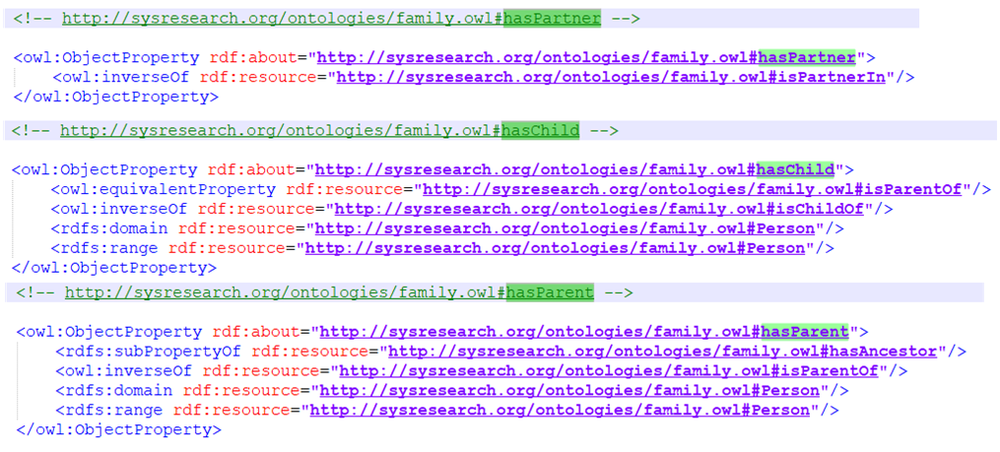 <!-- http://sysresearch.org/ontologies/family.owl#hasPartner -->
<owl:ObjectProperty rdf:about="http://sysresearch.org/ontologies/family.owl#hasPartner">
<owl:inverseOf rdf:resource="http://sysresearch.org/ontologies/family.owl#isPartnerIn"/>
</owl:ObjectProperty>
<!-- http://sysresearch.org/ontologies/family.owl#hasChild -->
<owl:ObjectProperty rdf:about="http://sysresearch.org/ontologies/family.owl#hasChild">
<owl:equivalentProperty rdf:resource="http://sysresearch.org/ontologies/family.owl#isParentOf"/>
<owl:inverseOf rdf:resource="http://sysresearch.org/ontologies/family.owl#isChildOf"/>
<rdfs:domain rdf:resource="http://sysresearch.org/ontologies/family.owl#Person"/>
<rdfs:range rdf:resource="http://sysresearch.org/ontologies/family.owl#Person"/>
</owl:ObjectProperty>
<!-- http://sysresearch.org/ontologies/family.owl#hasParent -->
<owl:ObjectProperty rdf:about="http://sysresearch.org/ontologies/family.owl#hasParent">
<rdfs:subPropertyOf rdf:resource="http://sysresearch.org/ontologies/family.owl#hasAncestor"/>
<owl:inverseOf rdf:resource="http://sysresearch.org/ontologies/family.owl#isParentOf"/>
<rdfs:domain rdf:resource="http://sysresearch.org/ontologies/family.owl#Person"/>
<rdfs:range rdf:resource="http://sysresearch.org/ontologies/family.owl#Person"/>
</owl:ObjectProperty>